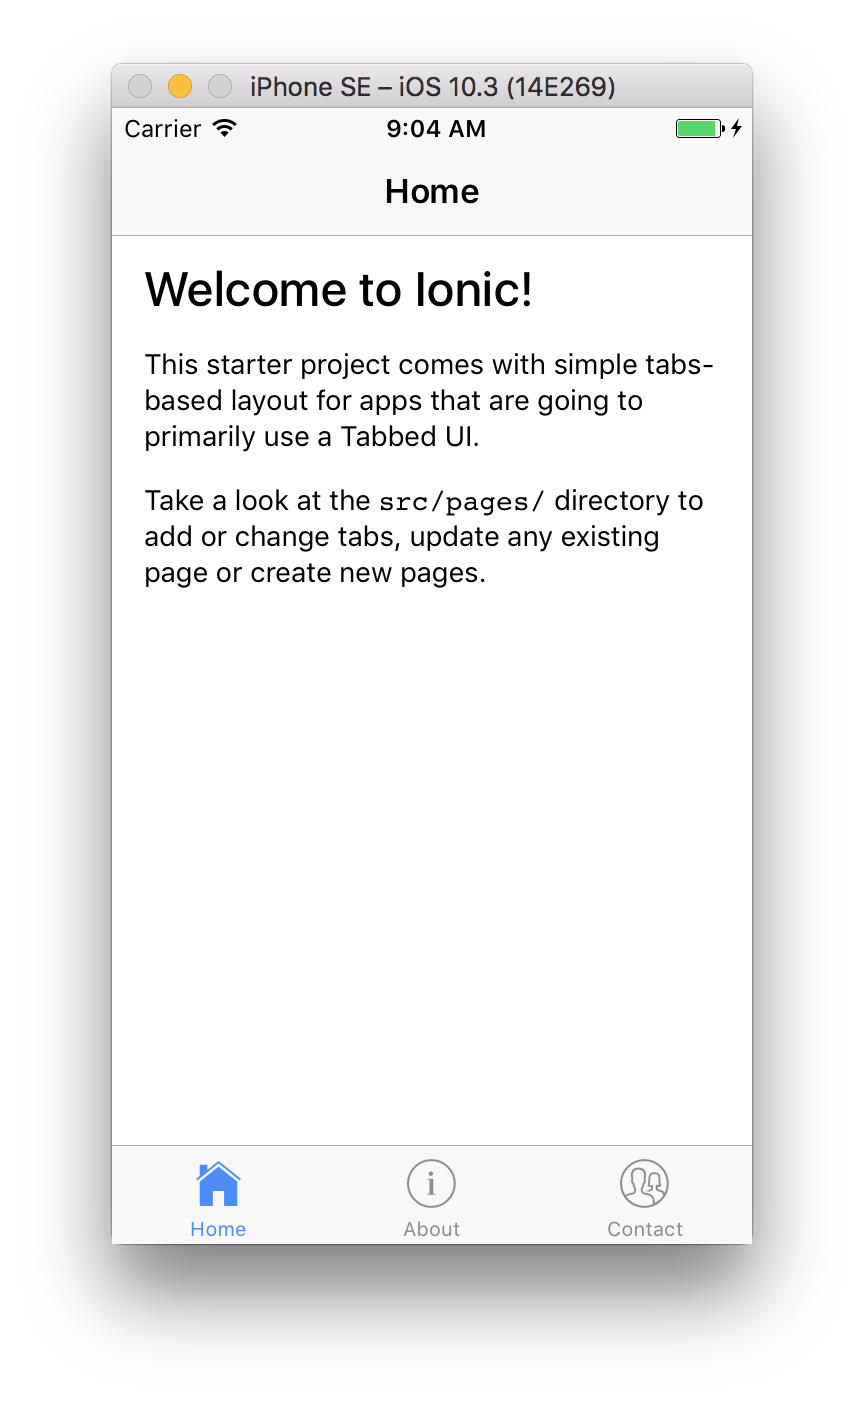 iPhone SE – iOS 10.3 (14E269)
Carrier 9:04 AM
Home
Welcome to Ionic!
This starter project comes with simple tabs-
based layout for apps that are going to
primarily use a Tabbed UI.
Take a look at the src/pages/ directory to
add or change tabs, update any existing
page or create new pages.
Home About Contact